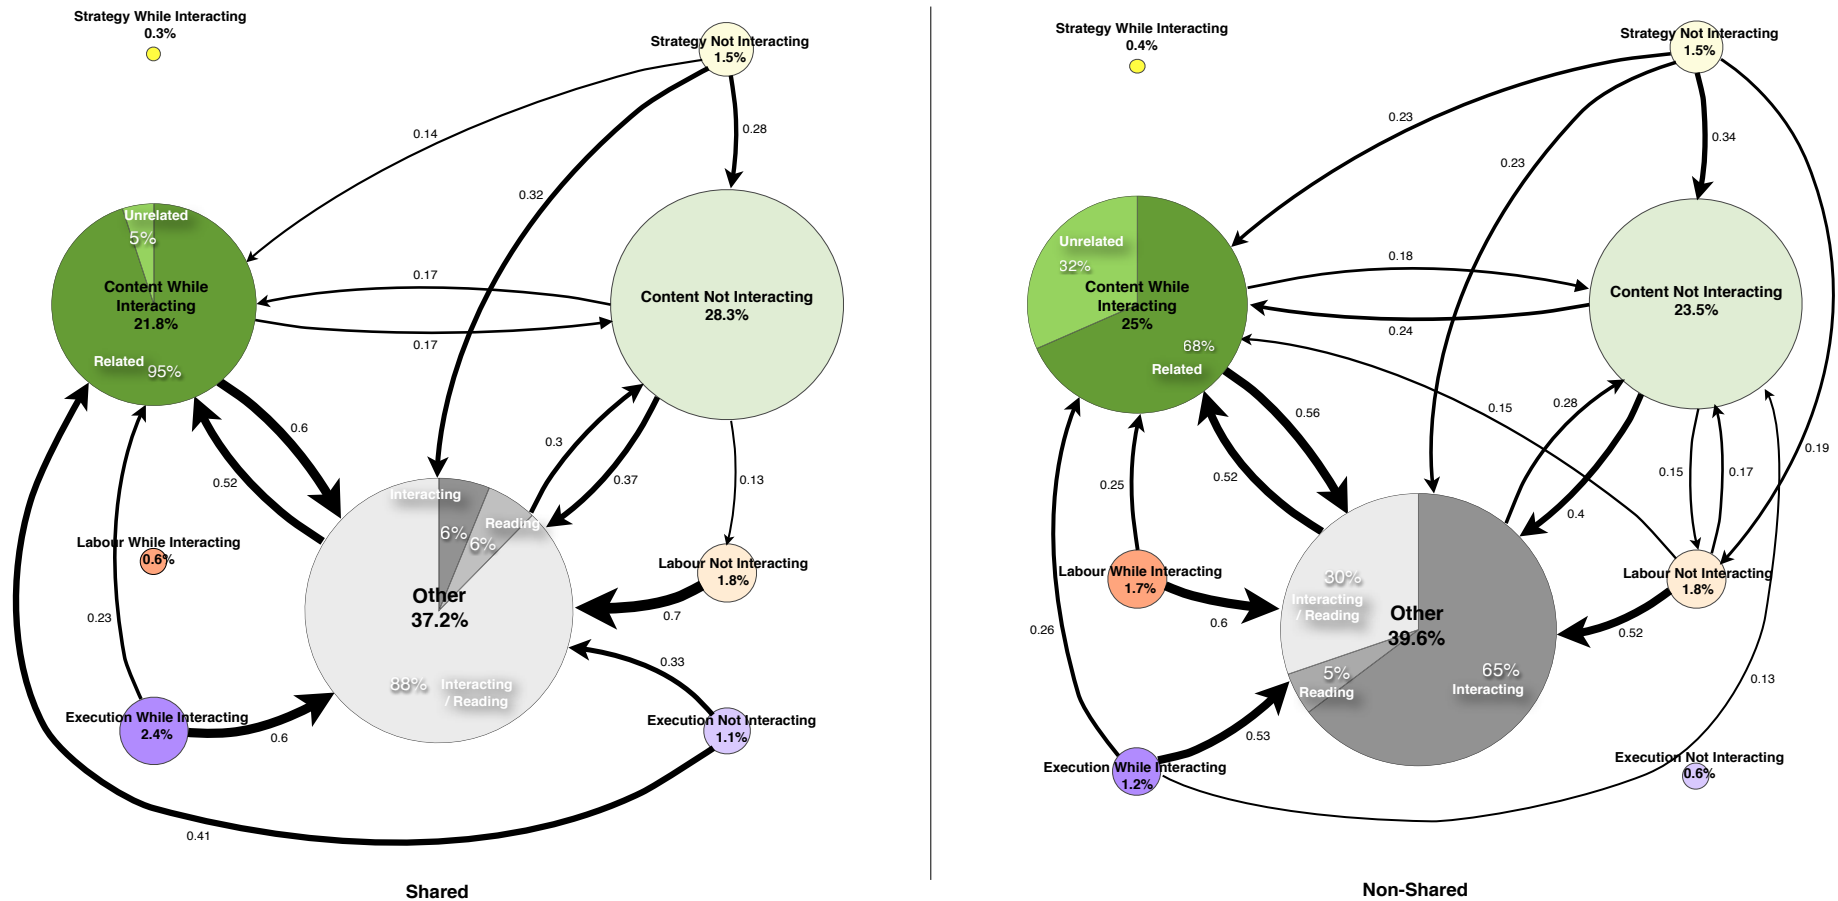 Strategy While Interacting
0.3%
Strategy Not Interacting
1.5%
0.14
0.28
0.32
Unrelated
5%
Content While
Interacting
21.8%
Related
95%
0.17
0.17
Content Not Interacting
28.3%
0.6
0.52
0.3
0.37
0.13
Interacting
6%
Reading
6%
Other
37.2%
88%
Interacting
/ Reading
Labour While Interacting
0.6%
Labour Not Interacting
1.8%
0.7
0.23
0.33
Execution While Interacting
2.4%
0.6
Execution Not Interacting
1.1%
0.41
Shared
Strategy While Interacting
0.4%
Strategy Not Interacting
1.5%
0.23
0.23
0.34
0.19
Unrelated
32%
Content While
Interacting
25%
68%
Related
0.18
0.24
Content Not Interacting
23.5%
0.15
0.56
0.52
0.28
0.4
0.15
0.17
0.25
0.26
Labour While Interacting
1.7%
0.6
30%
Interacting
/ Reading
Other
39.6%
5%
Reading
65%
Interacting
Labour Not Interacting
1.8%
0.52
0.13
0.53
Execution While Interacting
1.2%
Execution Not Interacting
0.6%
Non-Shared